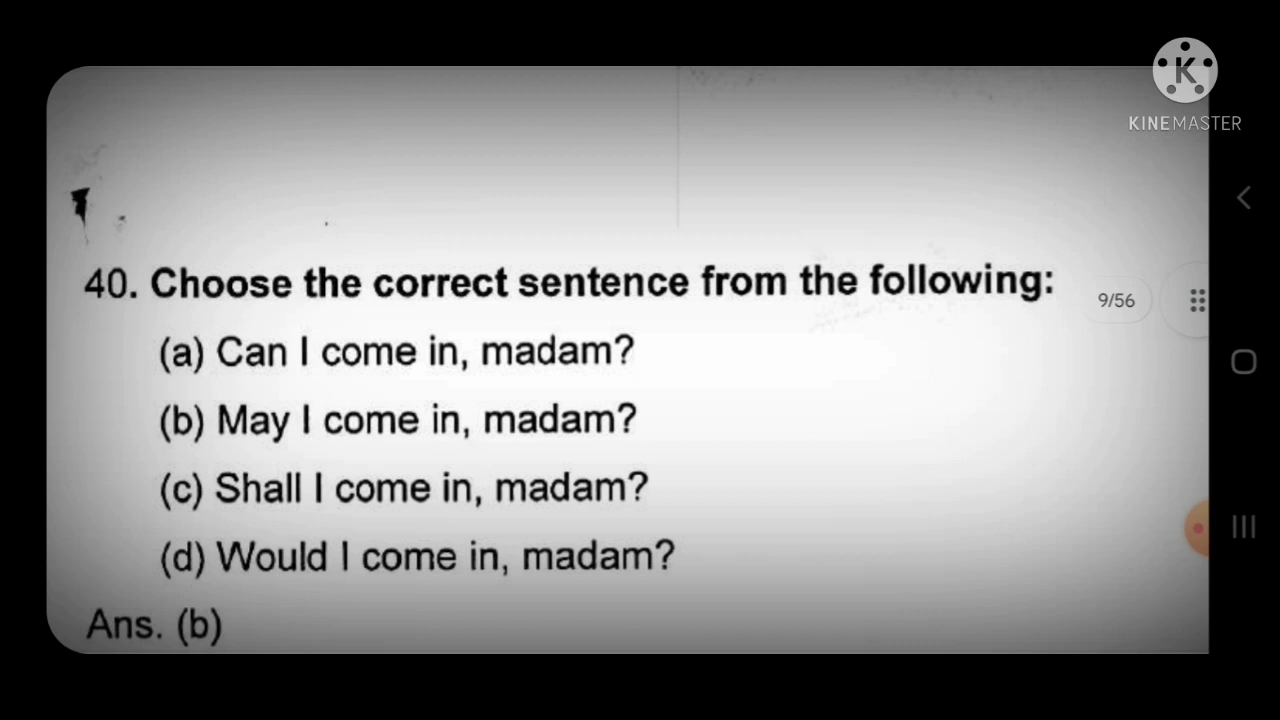 K
KINEMASTER
40. Choose the correct sentence from the following:
9/56
(a) Can I come in, madam?
(b) May I come in, madam?
(c) Shall I come in, madam?
(d) Would I come in, madam?
Ans. (b)